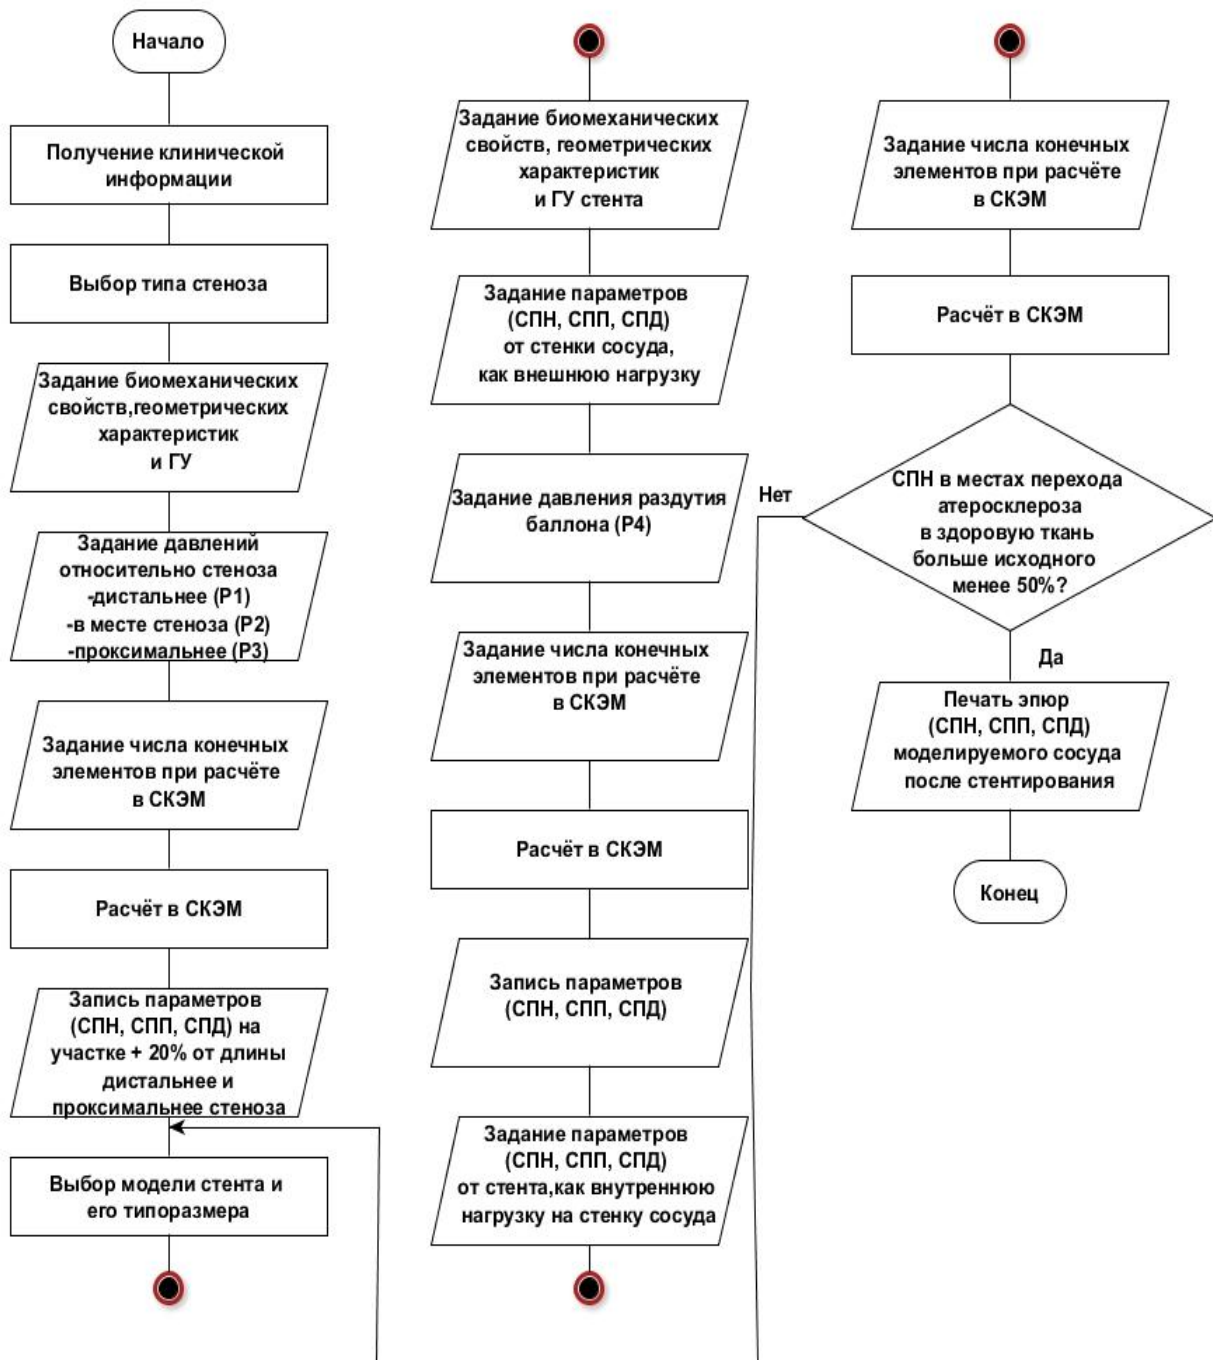 Начало
Получение клинической
информации
Выбор типа стеноза
Задание биомеханических
свойств,геометрических
характеристик
и ГУ
Задание давлений
относительно стеноза
-дистальнее (P1)
-в месте стеноза (P2)
-проксимальнее (P3)
Задание числа конечных
элементов при расчёте
в СКЭМ
Расчёт в СКЭМ
Запись параметров
(СПН, СПП, СПД) на
участке + 20% от длины
дистальнее и
проксимальнее стеноза
Выбор модели стента и
его типоразмера
Задание биомеханических
свойств, геометрических
характеристик
и ГУ стента
Задание параметров
(СПН, СПП, СПД)
от стенки сосуда,
как внешнюю нагрузку
Задание давления раздутия
баллона (P4)
Задание числа конечных
элементов при расчёте
в СКЭМ
Расчёт в СКЭМ
Запись параметров
(СПН, СПП, СПД)
Задание параметров
(СПН, СПП, СПД)
от стента,как внутреннюю
нагрузку на стенку сосуда
Задание числа конечных
элементов при расчёте
в СКЭМ
Расчёт в СКЭМ
Нет
СПН в местах перехода
атеросклероза
в здоровую ткань
больше исходного
менее 50%?
Да
Печать эпюр
(СПН, СПП, СПД)
моделируемого сосуда
после стентирования
Конец